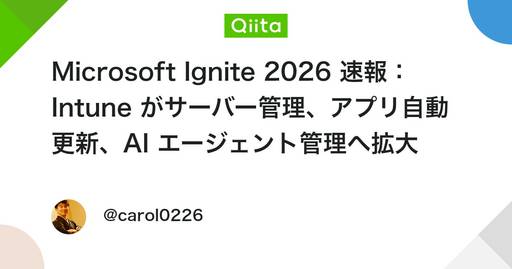 Qiita
Microsoft Ignite 2026 速報：
Intune がサーバー管理、アプリ自動
更新、AI エージェント管理へ拡大
@carol0226